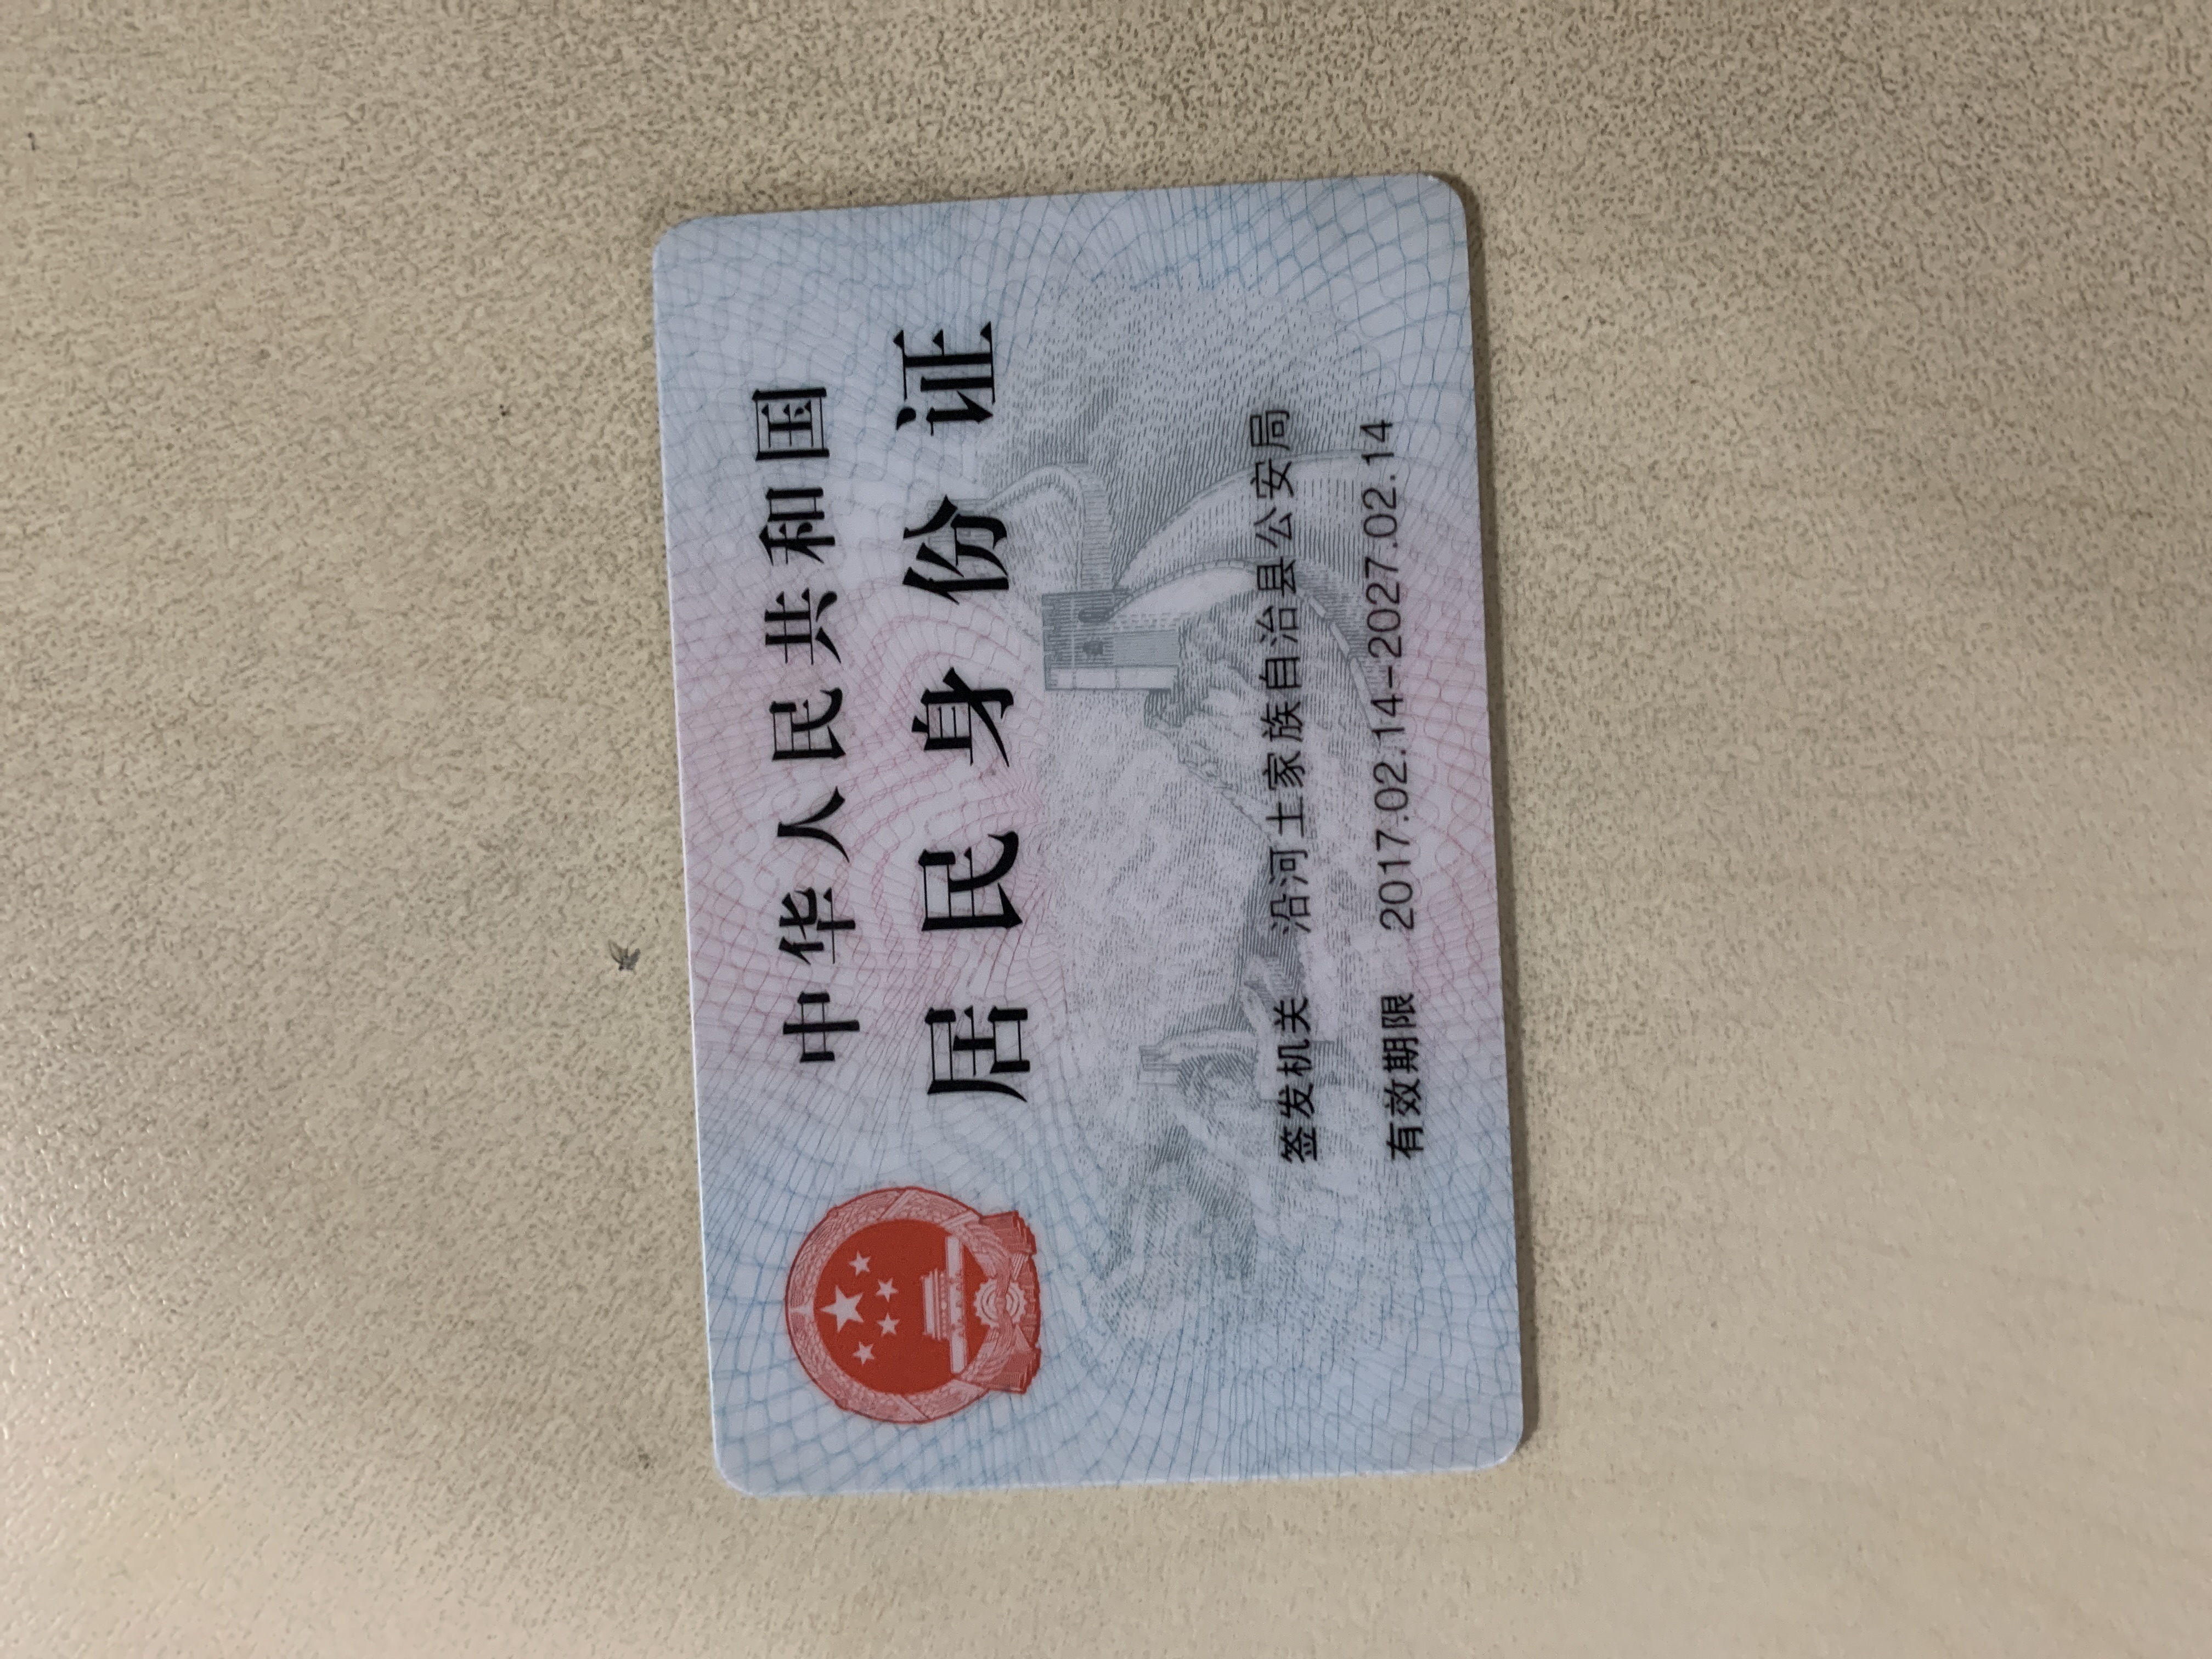 中华人民共和国
居民身份证
签发机关 沿河土家族自治县公安局
有效期限 2017.02.14-2027.02.14